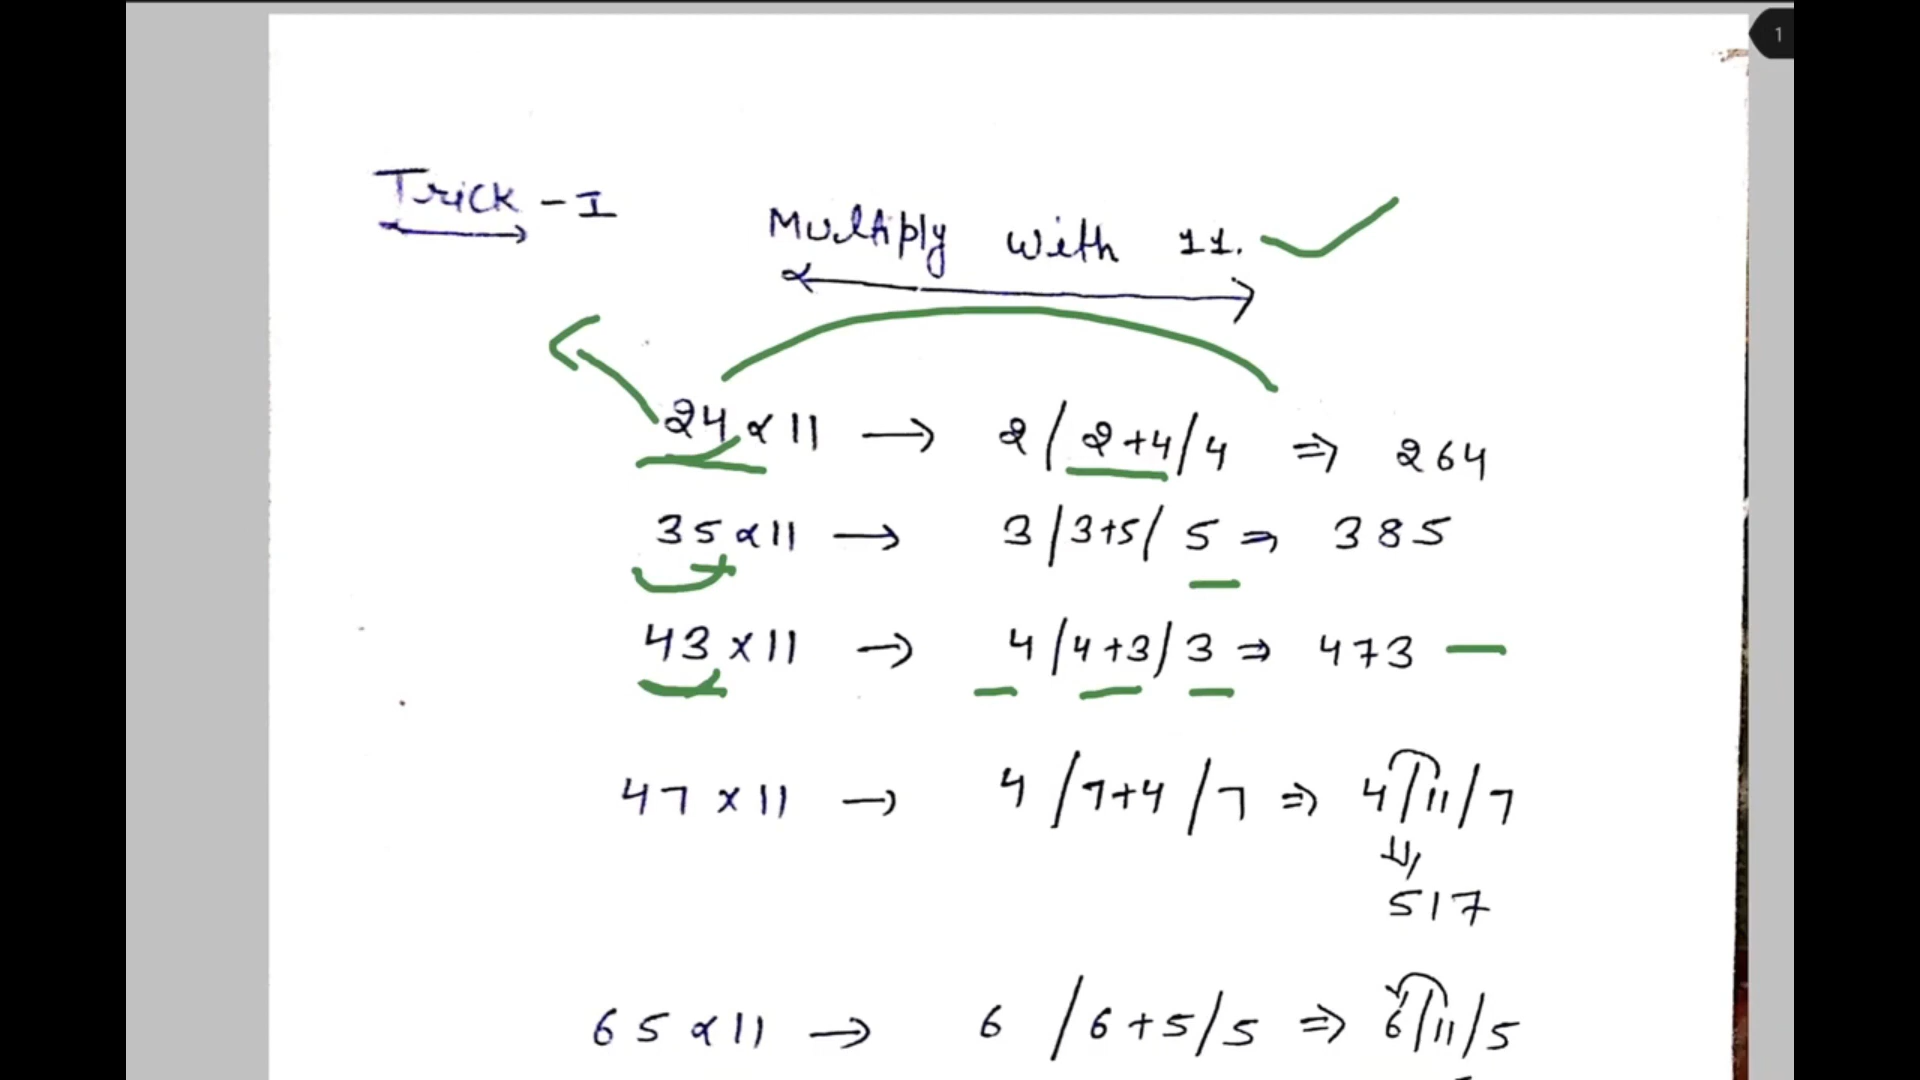 1
Trick - I
Multiply with 11.
24 x 11 → 2 / 2+4 / 4 ⇒ 264
35 x 11 → 3 / 3+5 / 5 ⇒ 385
43 x 11 → 4 / 4+3 / 3 ⇒ 473
47 x 11 → 4 / 7+4 / 7 ⇒ 4 / 11 / 7
⇓
517
65 x 11 → 6 / 6+5 / 5 ⇒ 6 / 11 / 5